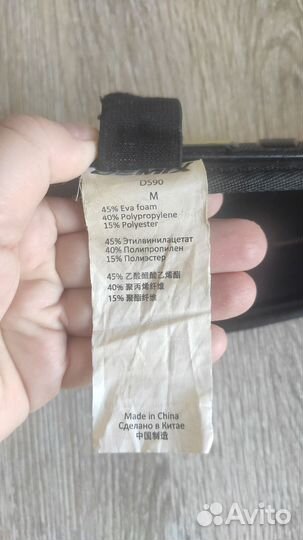 D590
M
45% Eva foam
40% Polypropylene
15% Polyester
45% Этилвинилацетат
40% Полипропилен
15% Полиэстер
45% 乙酸醋酸乙烯酯
40% 聚丙烯纤维
15% 聚酯纤维
Made in China
Сделано в Китае
中国制造
Avito